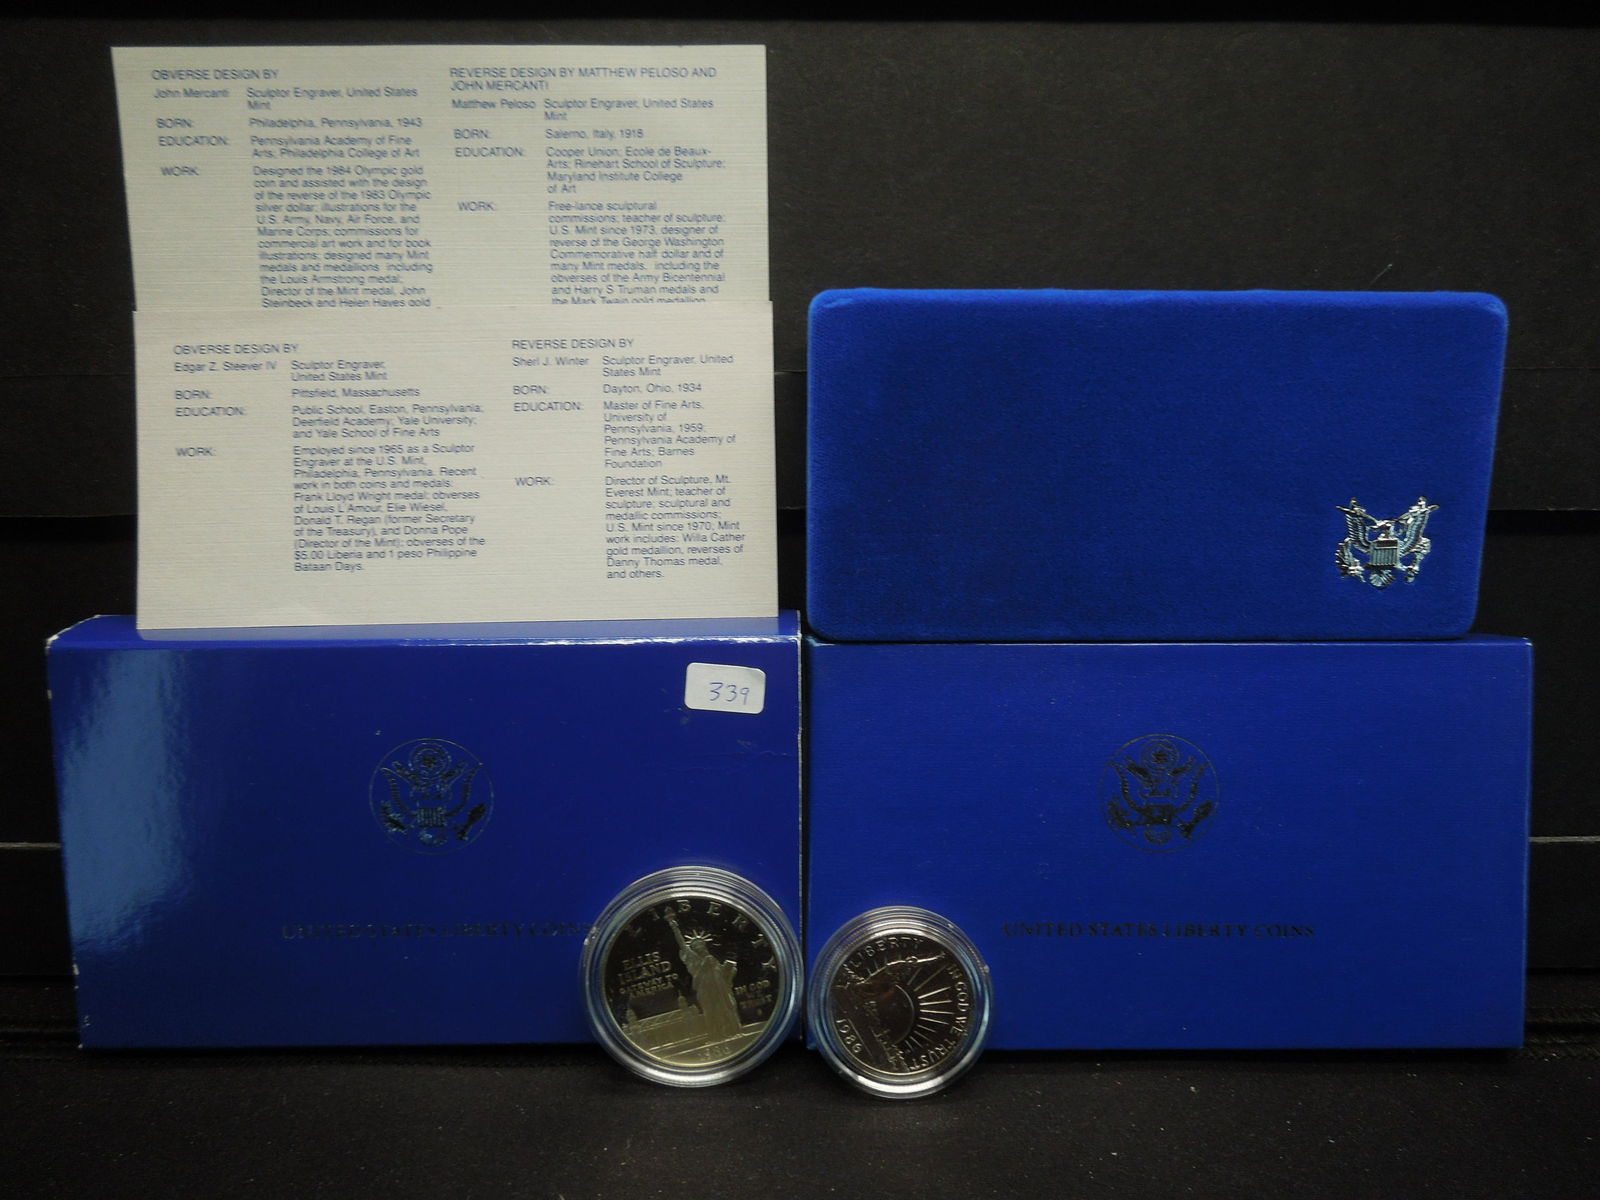 OBVERSE DESIGN BY
John Mercanti Sculptor Engraver, United States
Mint
BORN: Philadelphia, Pennsylvania, 1943
EDUCATION: Pennsylvania Academy of Fine
Arts; Philadelphia College of Art
WORK: Designed the 1984 Olympic gold
coin and assisted with the design
of the reverse of the 1983 Olympic
silver dollar; illustrations for the
U.S. Army, Navy, Air Force, and
Marine Corps; commissions for
commercial art work and for book
illustrations; designed many Mint
medals and medallions including
the Louis Armstrong medal;
Director of the Mint medal, John
Steinbeck and Helen Hayes gold
REVERSE DESIGN BY MATTHEW PELOSO AND
JOHN MERCANTI
Matthew Peloso Sculptor Engraver, United States
Mint
BORN: Salerno, Italy, 1918
EDUCATION: Cooper Union; Ecole de Beaux-
Arts; Rinehart School of Sculpture;
Maryland Institute College
of Art
WORK: Free-lance sculptural
commissions; teacher of sculpture;
U.S. Mint since 1973, designer of
reverse of the George Washington
Commemorative half dollar and of
many Mint medals, including the
obverses of the Army Bicentennial
and Harry S Truman medals and
the Mark Twain gold medallion
OBVERSE DESIGN BY
Edgar Z. Steever IV Sculptor Engraver,
United States Mint
BORN: Pittsfield, Massachusetts
EDUCATION: Public School, Easton, Pennsylvania;
Deerfield Academy; Yale University;
and Yale School of Fine Arts
WORK: Employed since 1965 as a Sculptor
Engraver at the U.S. Mint,
Philadelphia, Pennsylvania. Recent
work in both coins and medals:
Frank Lloyd Wright medal; obverses
of Louis L'Amour, Elie Wiesel,
Donald T. Regan (former Secretary
of the Treasury), and Donna Pope
(Director of the Mint); obverses of the
$5.00 Liberia and 1 peso Philippine
Bataan Days.
REVERSE DESIGN BY
Sherl J. Winter Sculptor Engraver, United
States Mint
BORN: Dayton, Ohio, 1934
EDUCATION: Master of Fine Arts,
University of
Pennsylvania, 1959;
Pennsylvania Academy of
Fine Arts; Barnes
Foundation
WORK: Director of Sculpture, Mt.
Everest Mint; teacher of
sculpture; sculptural and
medallic commissions;
U.S. Mint since 1970; Mint
work includes: Willa Cather
gold medallion, reverses of
Danny Thomas medal,
and others.
339
UNITED STATES LIBERTY COINS
UNITED STATES LIBERTY COINS
LIBERTY
ELLIS
ISLAND
GATEWAY TO
AMERICA
IN GOD
WE
TRUST
1986
LIBERTY
IN GOD WE TRUST
1986